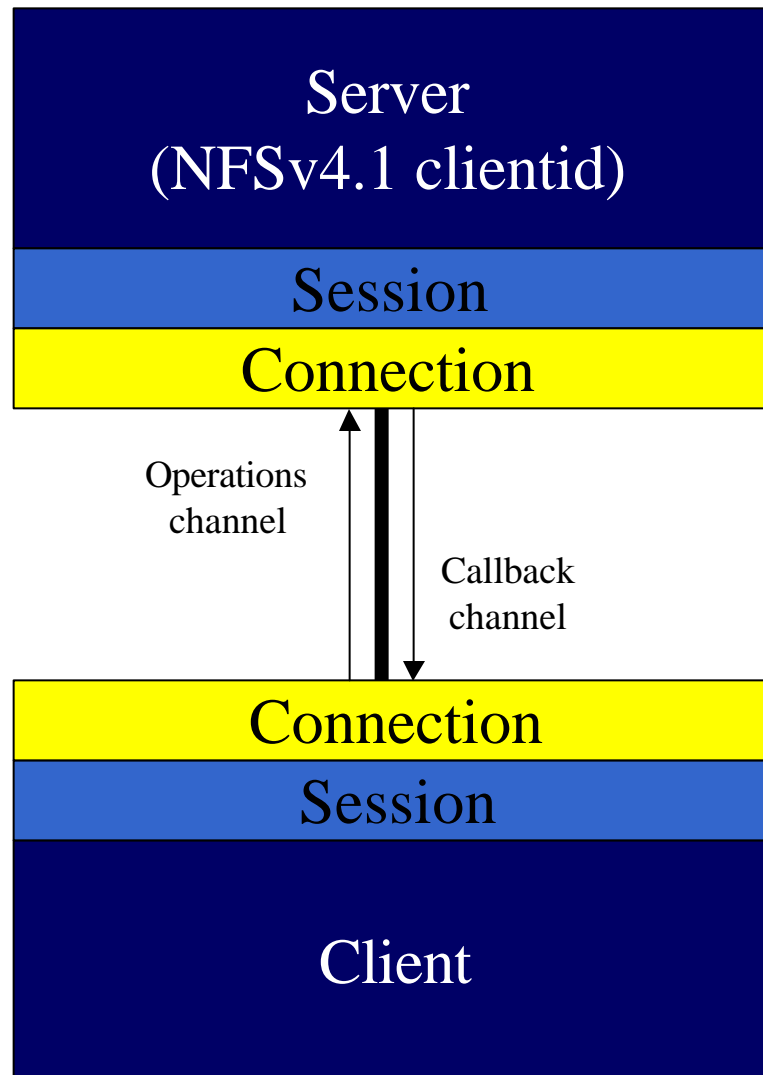 Server
(NFSv4.1 clientid)
Session
Connection
Operations
channel
Callback
channel
Connection
Session
Client